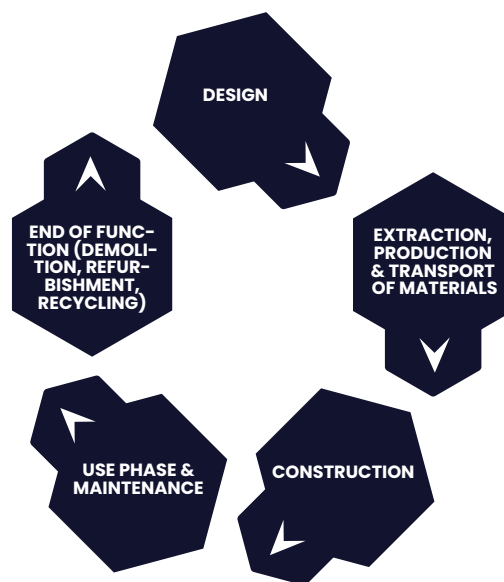 DESIGN
EXTRACTION,
PRODUCTION
& TRANSPORT
OF MATERIALS
CONSTRUCTION
USE PHASE &
MAINTENANCE
END OF FUNC-
TION (DEMOLI-
TION, REFUR-
BISHMENT,
RECYCLING)